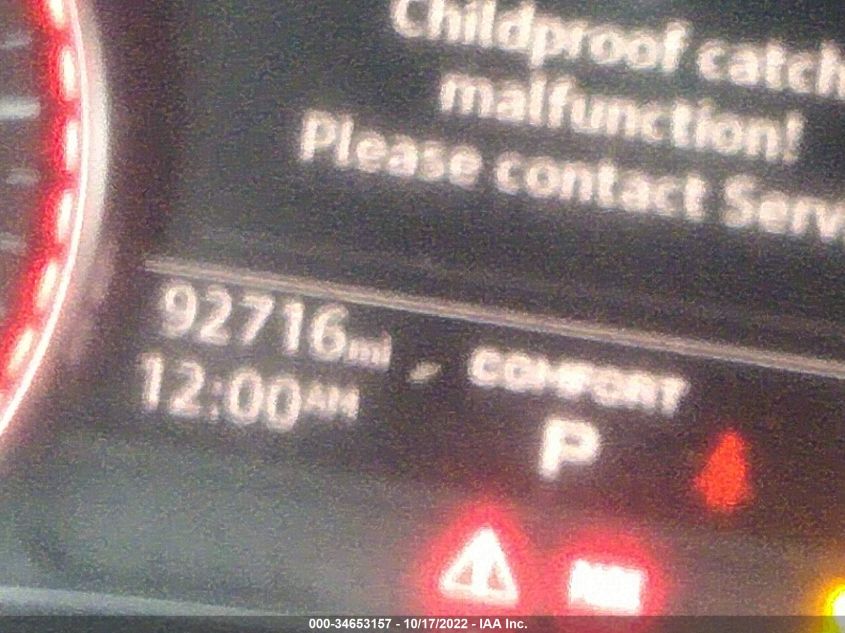 Childproof catch
malfunction!
Please contact Serv
92716mi
COMFORT
12:00AM
P
000-34653157 - 10/17/2022 - IAA Inc.